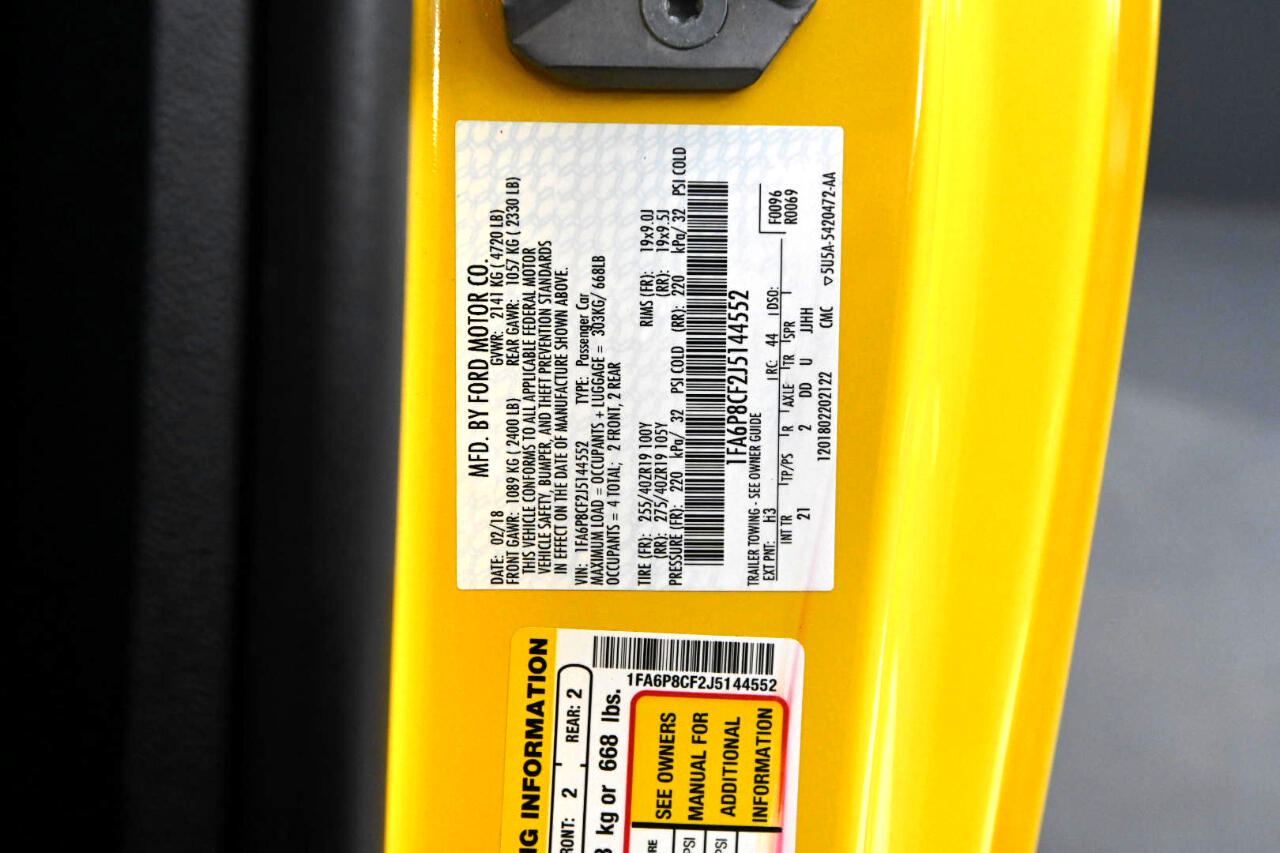 MFD. BY FORD MOTOR CO.
DATE: 02/18 GVWR: 2141 KG ( 4720 LB)
FRONT GAWR: 1089 KG ( 2400 LB) REAR GAWR: 1057 KG ( 2330 LB)
THIS VEHICLE CONFORMS TO ALL APPLICABLE FEDERAL MOTOR
VEHICLE SAFETY, BUMPER, AND THEFT PREVENTION STANDARDS
IN EFFECT ON THE DATE OF MANUFACTURE SHOWN ABOVE.
VIN: 1FA6P8CF2J5144552 TYPE: Passenger Car
MAXIMUM LOAD = OCCUPANTS + LUGGAGE = 303KG/ 668LB
OCCUPANTS = 4 TOTAL; 2 FRONT, 2 REAR
TIRE (FR): 255/40ZR19 100Y RIMS (FR): 19x9.0J
(RR): 275/40ZR19 105Y (RR): 19x9.5J
PRESSURE (FR): 220 kPa/ 32 PSI COLD (RR): 220 kPa/ 32 PSI COLD
1FA6P8CF2J5144552
TRAILER TOWING - SEE OWNER GUIDE
EXT PNT: H3 RC: 44 DSO: F0096
R0069
INT TR TP/PS R AXLE TR SPR
21 2 DD U JJHH
1201802202122 CMC ▽5U5A-5420472-AA
NG INFORMATION
RONT: 2 REAR: 2
kg or 668 lbs.
1FA6P8CF2J5144552
SEE OWNERS
MANUAL FOR
ADDITIONAL
INFORMATION
RE
PSI
PSI